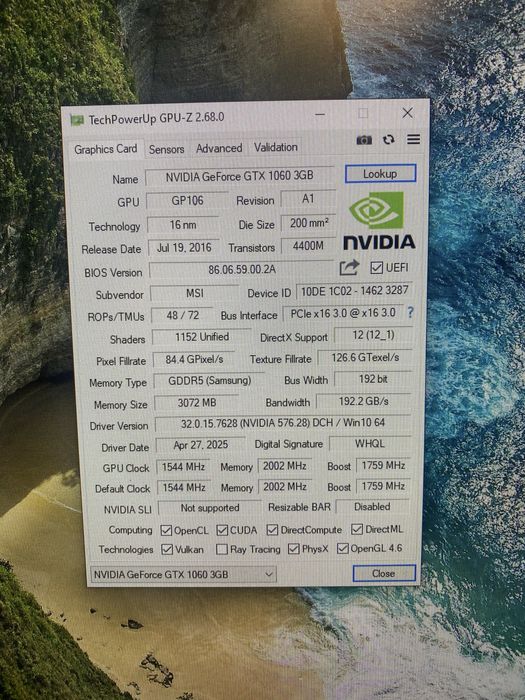 TechPowerUp GPU-Z 2.68.0
Graphics Card Sensors Advanced Validation
Name NVIDIA GeForce GTX 1060 3GB Lookup
GPU GP106 Revision A1
Technology 16 nm Die Size 200 mm²
Release Date Jul 19, 2016 Transistors 4400M
NVIDIA
BIOS Version 86.06.59.00.2A UEFI
Subvendor MSI Device ID 10DE 1C02 - 1462 3287
ROPs/TMUs 48 / 72 Bus Interface PCIe x16 3.0 @ x16 3.0 ?
Shaders 1152 Unified DirectX Support 12 (12_1)
Pixel Fillrate 84.4 GPixel/s Texture Fillrate 126.6 GTexel/s
Memory Type GDDR5 (Samsung) Bus Width 192 bit
Memory Size 3072 MB Bandwidth 192.2 GB/s
Driver Version 32.0.15.7628 (NVIDIA 576.28) DCH / Win10 64
Driver Date Apr 27, 2025 Digital Signature WHQL
GPU Clock 1544 MHz Memory 2002 MHz Boost 1759 MHz
Default Clock 1544 MHz Memory 2002 MHz Boost 1759 MHz
NVIDIA SLI Not supported Resizable BAR Disabled
Computing OpenCL CUDA DirectCompute DirectML
Technologies Vulkan Ray Tracing PhysX OpenGL 4.6
NVIDIA GeForce GTX 1060 3GB Close